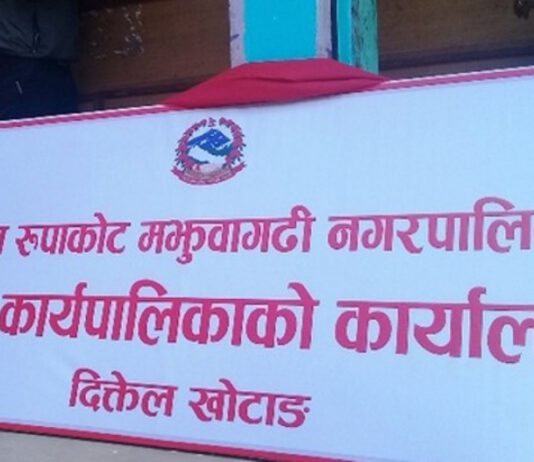 रुपाकोट मझुवागढी नगरपालि
कार्यपालिकाको कार्याल
दिक्तेल खोटाङ